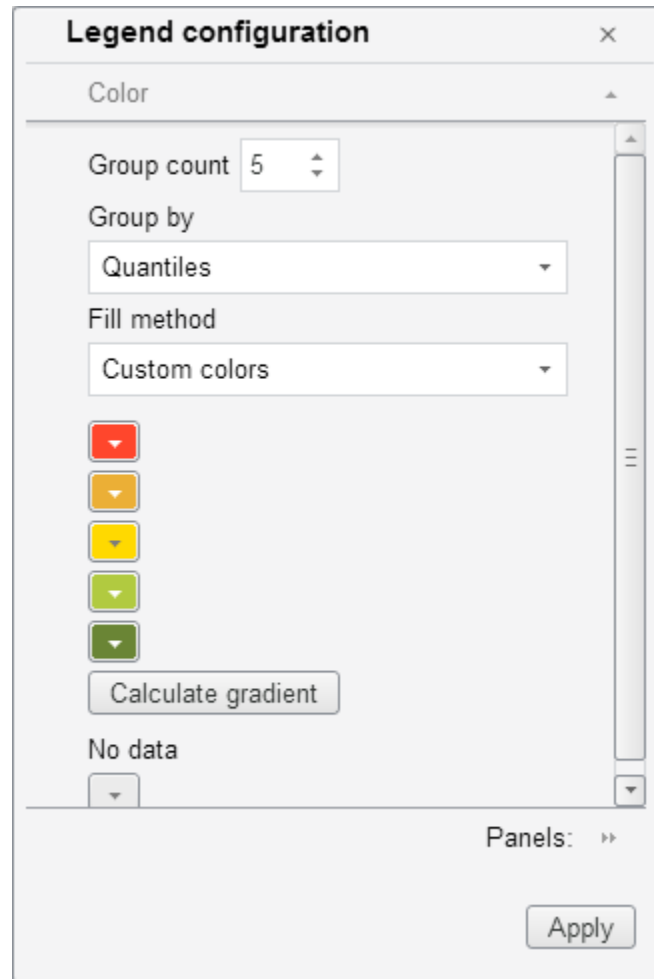 Legend configuration
Color
Group count 5
Group by
Quantiles
Fill method
Custom colors
Calculate gradient
No data
Panels:
Apply